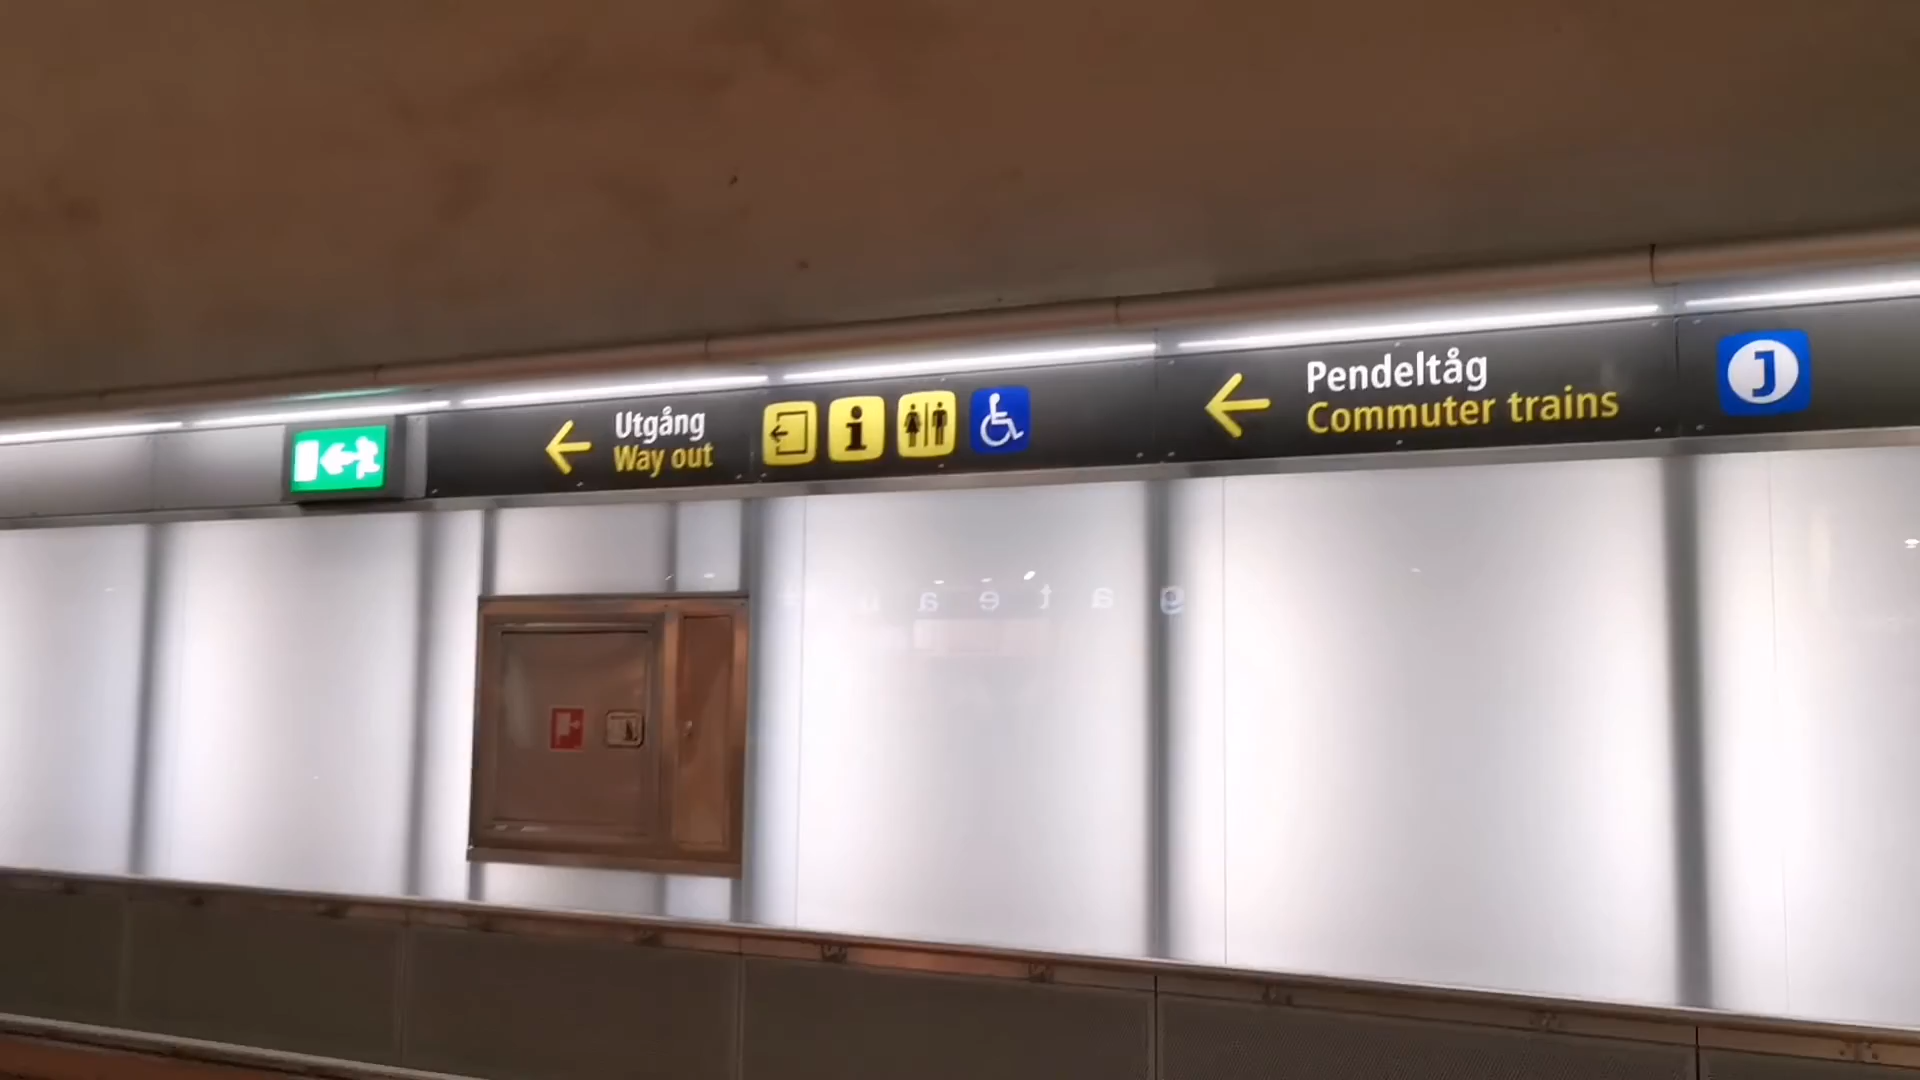 Utgång
Way out
Pendeltåg
Commuter trains
J